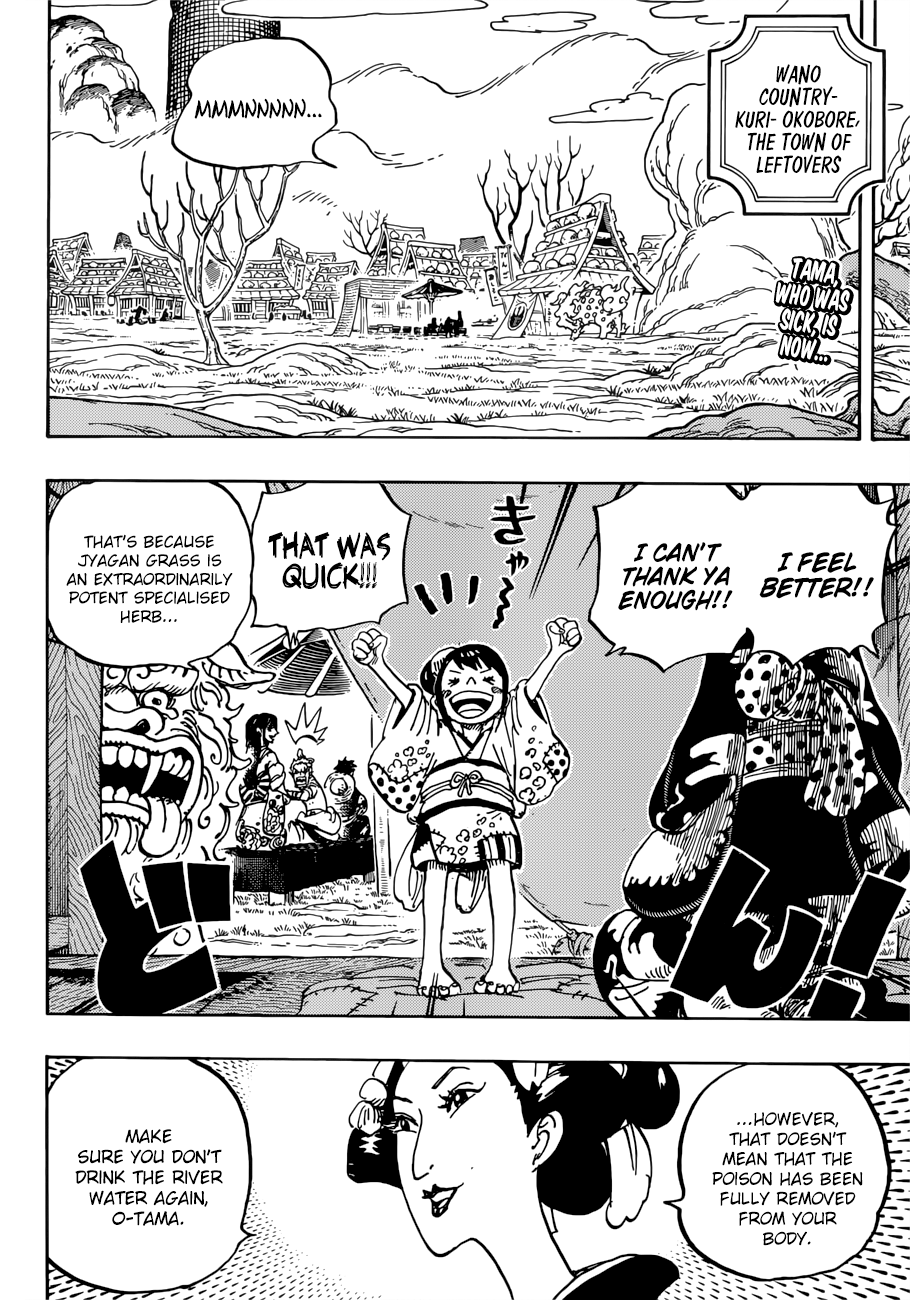 WANO
COUNTRY-
KURI- OKOBORE,
THE TOWN OF
LEFTOVERS
MMMNNNNN...
TAMA,
WHO WAS
SICK, IS
NOW...
I FEEL
BETTER!!
I CAN'T
THANK YA
ENOUGH!!
きゃ〜〜
THAT WAS
QUICK!!!
THAT'S BECAUSE
JYAGAN GRASS IS
AN EXTRAORDINARILY
POTENT SPECIALISED
HERB...
どん!
...HOWEVER,
THAT DOESN'T
MEAN THAT THE
POISON HAS BEEN
FULLY REMOVED
FROM YOUR
BODY.
MAKE
SURE YOU DON'T
DRINK THE RIVER
WATER AGAIN,
O-TAMA.